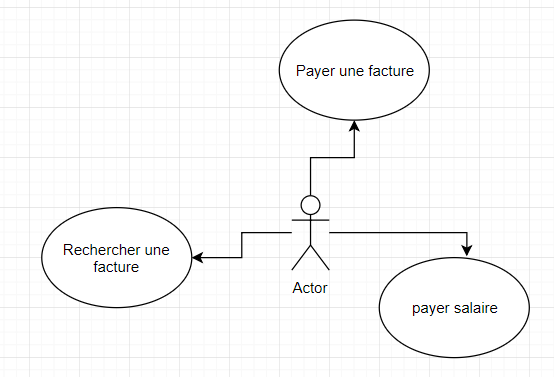 Payer une facture
Rechercher une
facture
Actor
payer salaire